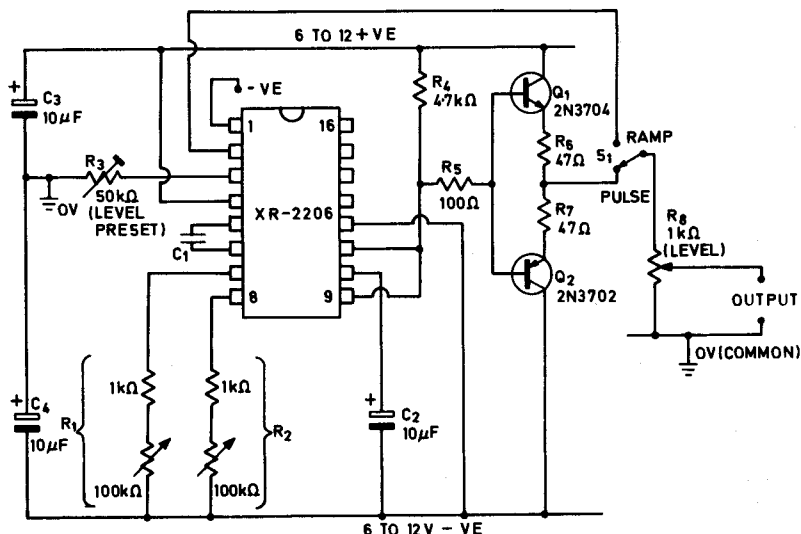 6 TO 12 +VE
+
C3
10µF
- VE
R4
4.7kΩ
Q1
2N3704
1
16
R3
50kΩ
(LEVEL
PRESET)
0V
XR-2206
R5
100Ω
R6
47Ω
RAMP
S1
PULSE
R7
47Ω
R8
1kΩ
(LEVEL)
C1
8
9
Q2
2N3702
OUTPUT
0V(COMMON)
+
C4
10µF
R1
1kΩ
100kΩ
1kΩ
100kΩ
R2
+
C2
10µF
6 TO 12V - VE